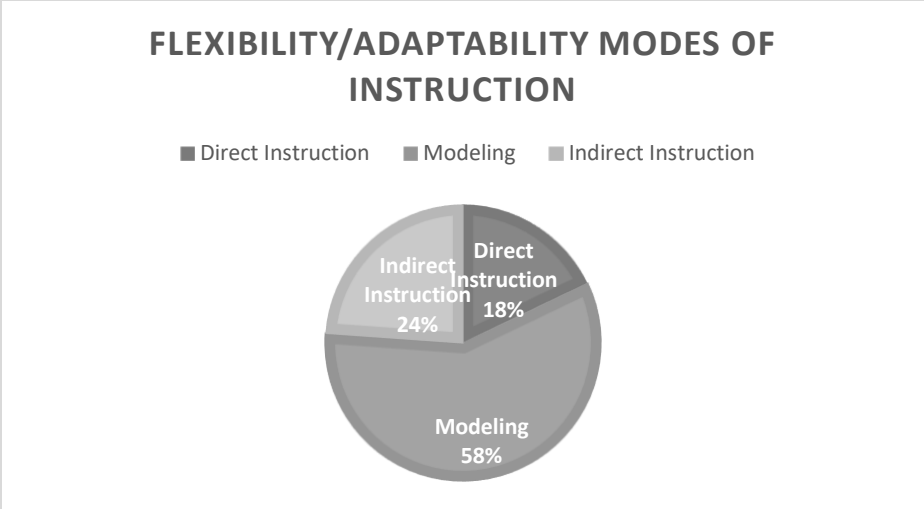 FLEXIBILITY/ADAPTABILITY MODES OF
INSTRUCTION
Direct Instruction Modeling Indirect Instruction
Direct
Instruction
18%
Indirect
Instruction
24%
Modeling
58%